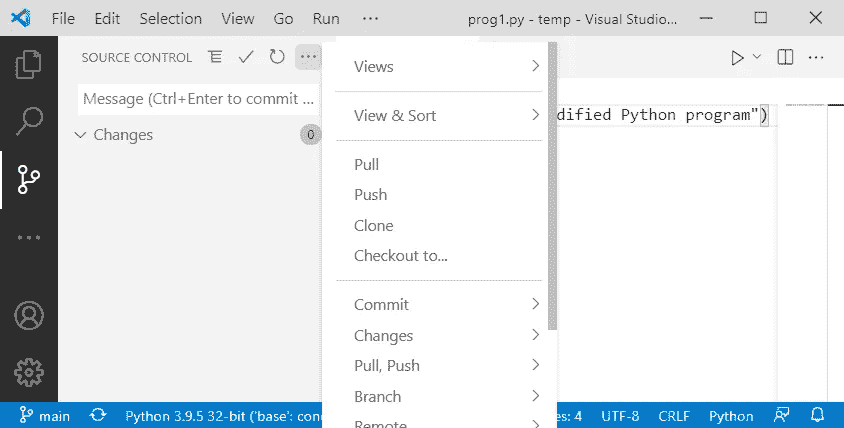 File Edit Selection View Go Run ··· prog1.py - temp - Visual Studio...
SOURCE CONTROL
Message (Ctrl+Enter to commit ...
Changes 0
Views
View & Sort
dified Python program")
Pull
Push
Clone
Checkout to...
Commit
Changes
Pull, Push
Branch
Remote
main Python 3.9.5 32-bit ('base': con es: 4 UTF-8 CRLF Python